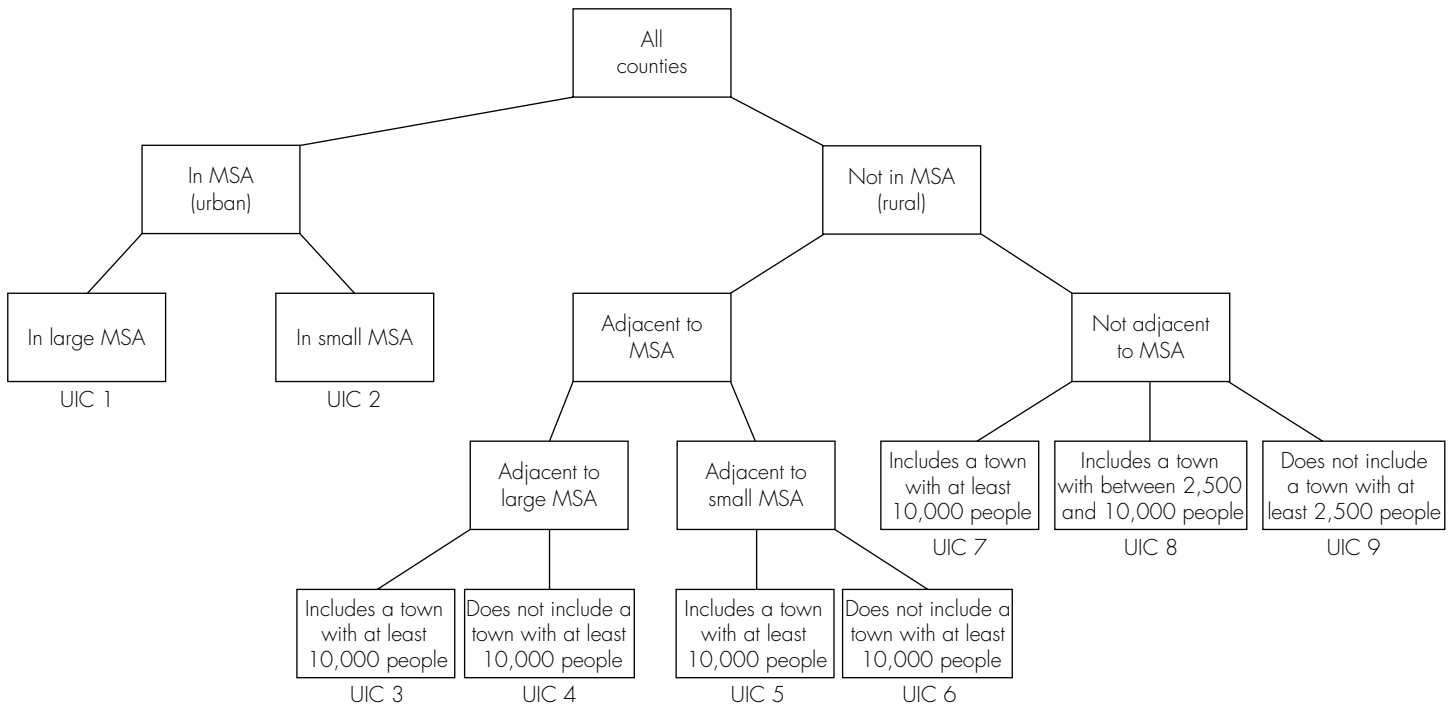 All
counties
In MSA
(urban)
Not in MSA
(rural)
In large MSA
UIC 1
In small MSA
UIC 2
Adjacent to
MSA
Not adjacent
to MSA
Adjacent to
large MSA
Adjacent to
small MSA
Includes a town
with at least
10,000 people
UIC 7
Includes a town
with between 2,500
and 10,000 people
UIC 8
Does not include
a town with at
least 2,500 people
UIC 9
Includes a town
with at least
10,000 people
UIC 3
Does not include a
town with at least
10,000 people
UIC 4
Includes a town
with at least
10,000 people
UIC 5
Does not include a
town with at least
10,000 people
UIC 6